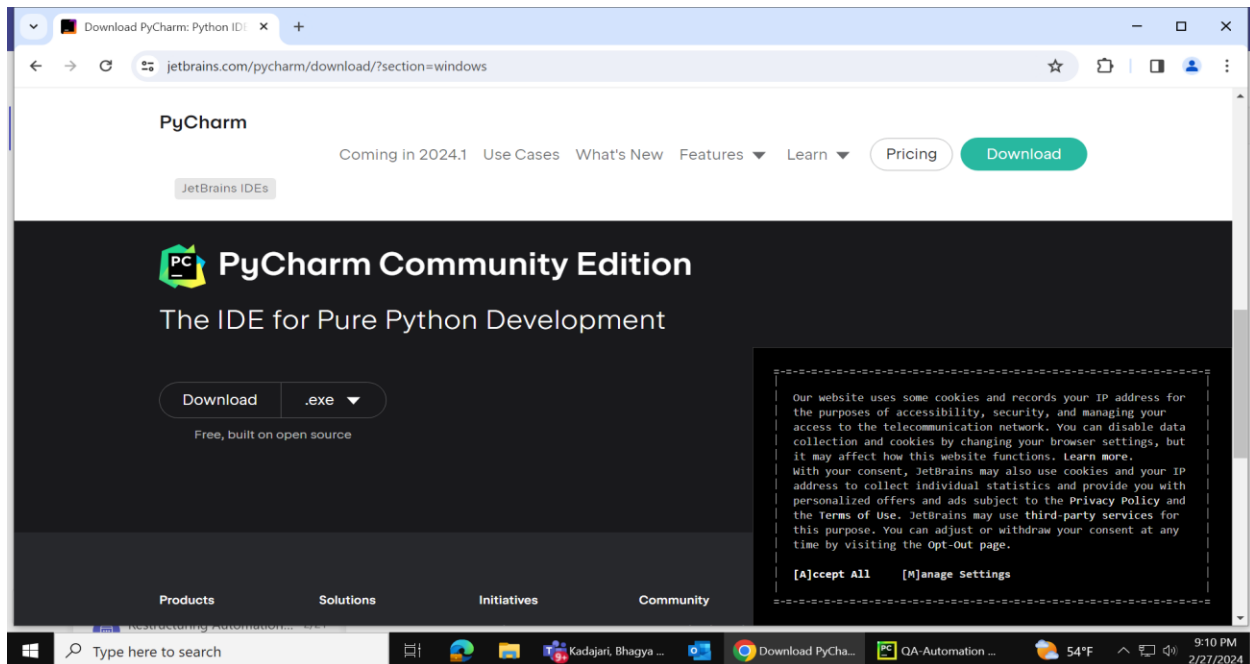 Download PyCharm: Python IDE
jetbrains.com/pycharm/download/?section=windows
PyCharm
Coming in 2024.1 Use Cases What's New Features Learn Pricing Download
JetBrains IDEs
PC PyCharm Community Edition
The IDE for Pure Python Development
Download .exe
Free, built on open source
Our website uses some cookies and records your IP address for
the purposes of accessibility, security, and managing your
access to the telecommunication network. You can disable data
collection and cookies by changing your browser settings, but
it may affect how this website functions. Learn more.
With your consent, JetBrains may also use cookies and your IP
address to collect individual statistics and provide you with
personalized offers and ads subject to the Privacy Policy and
the Terms of Use. JetBrains may use third-party services for
this purpose. You can adjust or withdraw your consent at any
time by visiting the Opt-Out page.
[A]ccept All [M]anage Settings
Products Solutions Initiatives Community
Restructuring Automation...
Type here to search Kadajari, Bhagya ... Download PyCha... QA-Automation ... 54°F 9:10 PM
2/27/2024